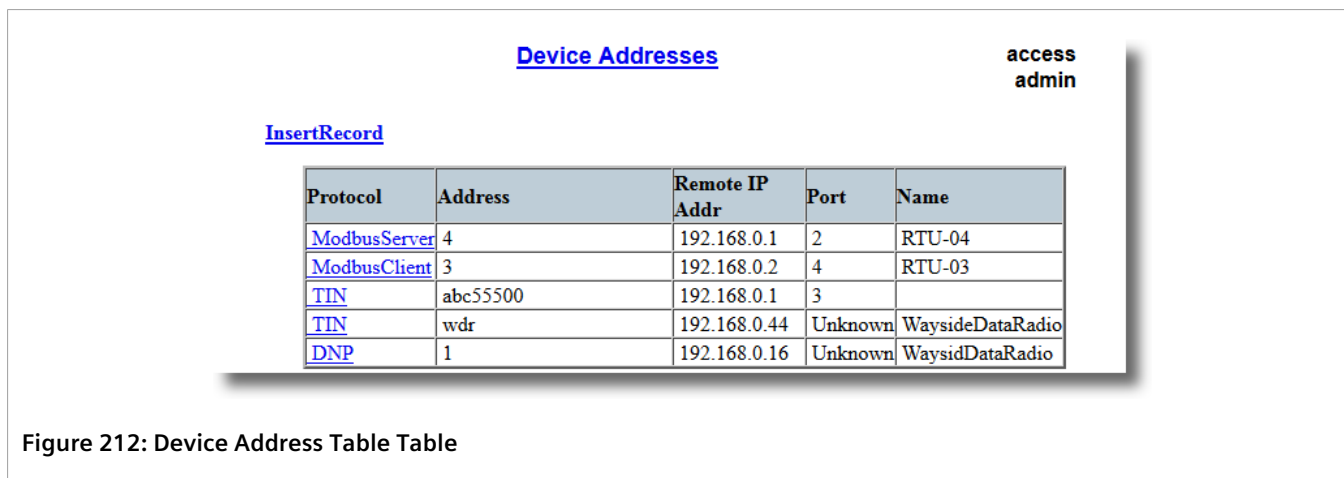 Device Addresses
access
admin
InsertRecord
Protocol Address Remote IP Addr Port Name
ModbusServer 4 192.168.0.1 2 RTU-04
ModbusClient 3 192.168.0.2 4 RTU-03
TIN abc55500 192.168.0.1 3
TIN wdr 192.168.0.44 Unknown WaysideDataRadio
DNP 1 192.168.0.16 Unknown WaysidDataRadio
Figure 212: Device Address Table Table